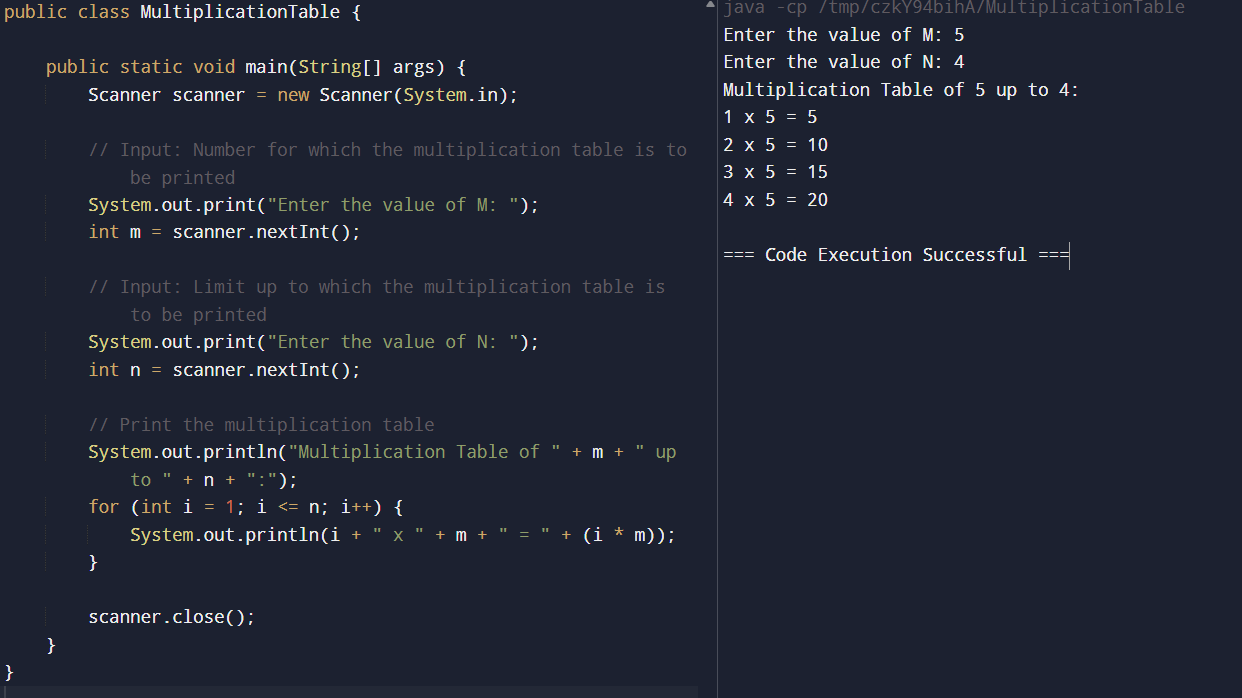 public class MultiplicationTable {
public static void main(String[] args) {
Scanner scanner = new Scanner(System.in);
// Input: Number for which the multiplication table is to
be printed
System.out.print("Enter the value of M: ");
int m = scanner.nextInt();
// Input: Limit up to which the multiplication table is
to be printed
System.out.print("Enter the value of N: ");
int n = scanner.nextInt();
// Print the multiplication table
System.out.println("Multiplication Table of " + m + " up
to " + n + ":");
for (int i = 1; i <= n; i++) {
System.out.println(i + " x " + m + " = " + (i * m));
}
scanner.close();
}
}
java -cp /tmp/czkY94bihA/MultiplicationTable
Enter the value of M: 5
Enter the value of N: 4
Multiplication Table of 5 up to 4:
1 x 5 = 5
2 x 5 = 10
3 x 5 = 15
4 x 5 = 20
=== Code Execution Successful ===